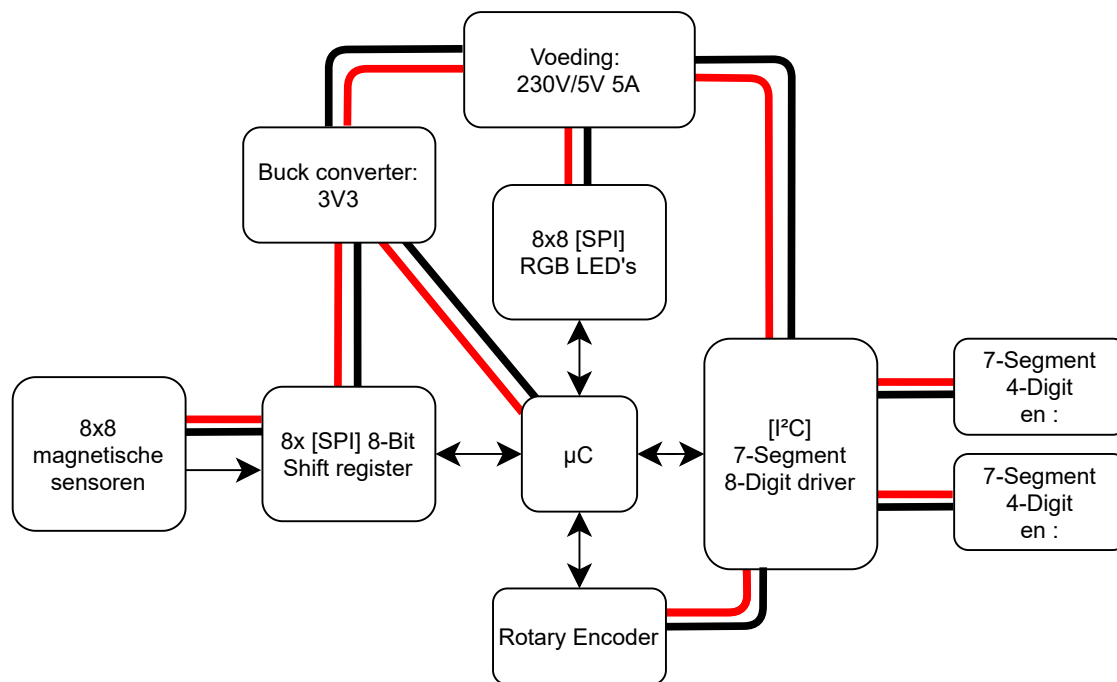 Voeding:
230V/5V 5A
Buck converter:
3V3
8x8 [SPI]
RGB LED's
8x8
magnetische
sensoren
8x [SPI] 8-Bit
Shift register
µC
[I²C]
7-Segment
8-Digit driver
7-Segment
4-Digit
en :
7-Segment
4-Digit
en :
Rotary Encoder